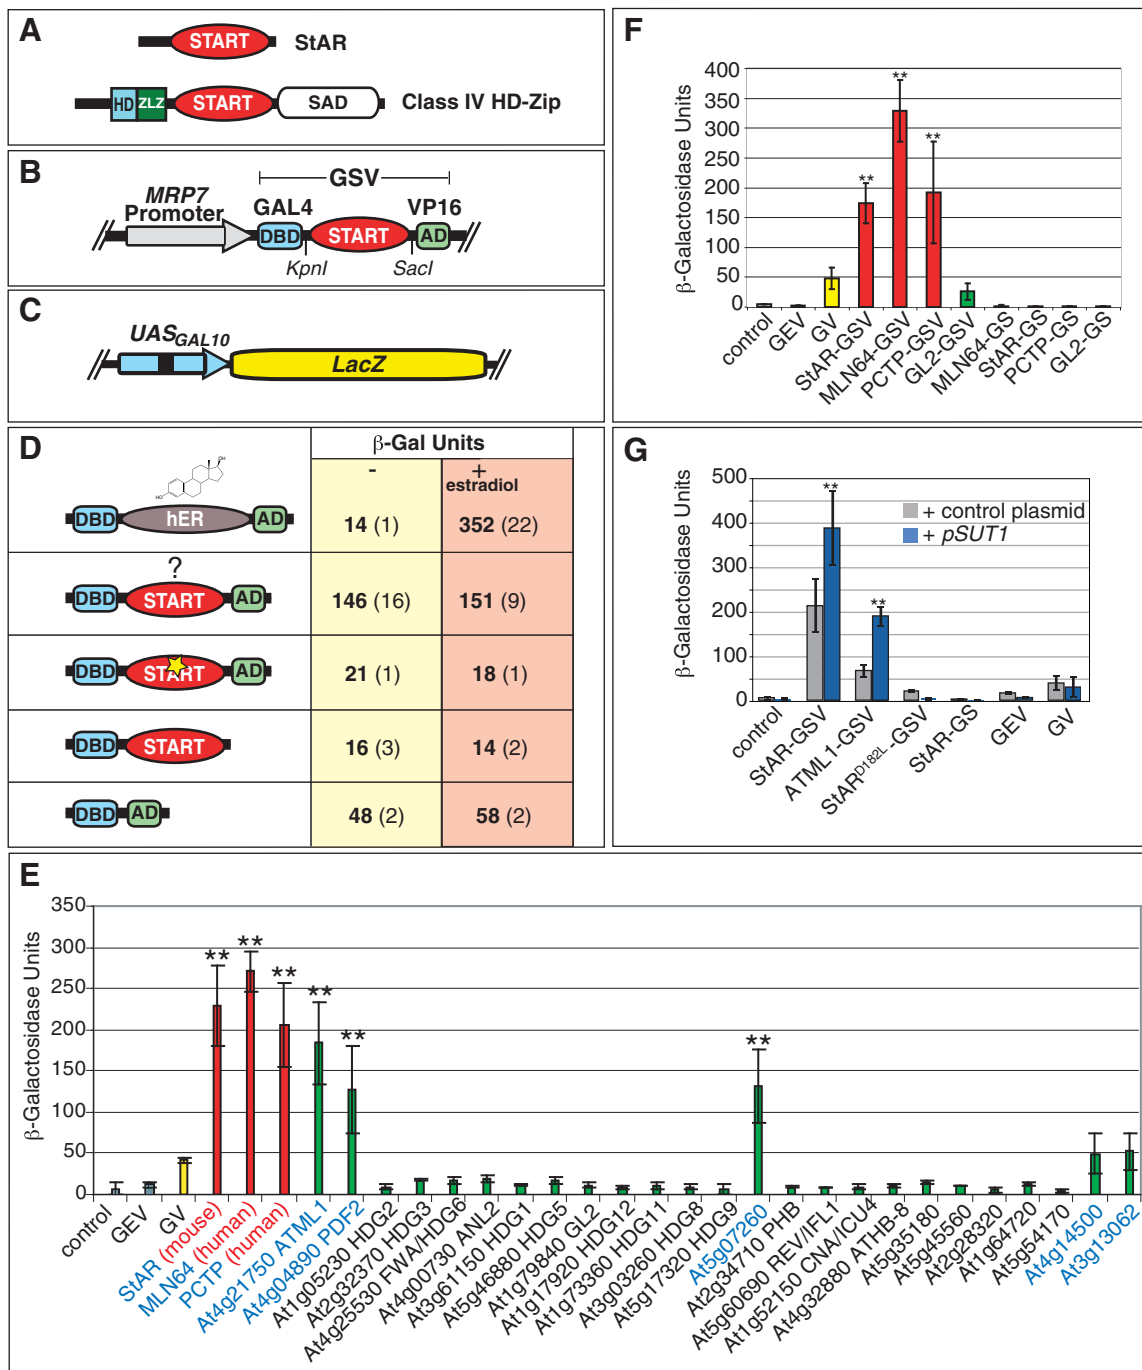 A
START
StAR
HD
ZLZ
START
SAD
Class IV HD-Zip
B
GSV
MRP7
Promoter
GAL4
VP16
DBD
START
AD
KpnI
SacI
C
UAS GAL10
LacZ
D
β-Gal Units
-
+
estradiol
OH
HO
DBD
hER
AD
14 (1)
352 (22)
?
DBD
START
AD
146 (16)
151 (9)
DBD
START
AD
21 (1)
18 (1)
DBD
START
16 (3)
14 (2)
DBD
AD
48 (2)
58 (2)
F
β-Galactosidase Units
400
350
300
250
200
150
100
50
0
**
**
**
control
GEV
GV
StAR-GSV
MLN64-GSV
PCTP-GSV
GL2-GSV
MLN64-GS
StAR-GS
PCTP-GS
GL2-GS
G
β-Galactosidase Units
500
400
300
200
100
0
**
**
+ control plasmid
+ pSUT1
control
StAR-GSV
ATML1-GSV
StAR D182L -GSV
StAR-GS
GEV
GV
E
β-Galactosidase Units
350
300
250
200
150
100
50
0
**
**
**
**
**
**
control
GEV
GV
StAR (mouse)
MLN64 (human)
PCTP (human)
At4g21750 ATML1
At4g04890 PDF2
At1g05230 HDG2
At2g32370 HDG3
At4g25530 FWA/HDG6
At4g00730 ANL2
At3g61150 HDG1
At5g46880 HDG5
At1g79840 GL2
At1g17920 HDG12
At1g73360 HDG11
At3g03260 HDG8
At5g17320 HDG9
At5g07260
At2g34710 PHB
At5g60690 REV/IFL1
At1g52150 CNA/ICU4
At4g32880 ATHB-8
At5g35180
At5g45560
At2g28320
At1g64720
At5g54170
At4g14500
At3g13062